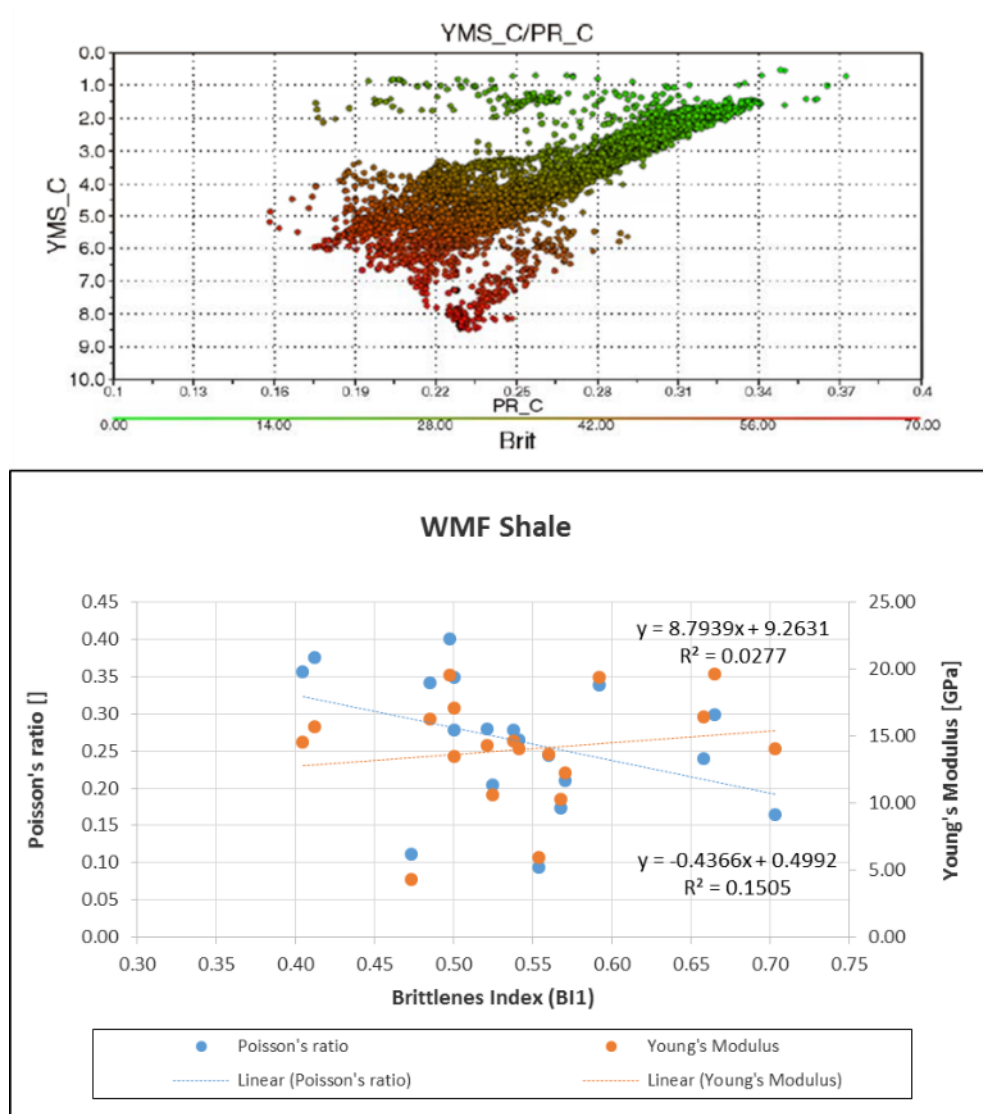 YMS_C/PR_C
0.0
1.0
2.0
3.0
4.0
5.0
6.0
7.0
8.0
9.0
10.0
YMS_C
0.1 0.13 0.16 0.19 0.22 0.25 0.28 0.31 0.34 0.37 0.4
PR_C
0.00 14.00 28.00 42.00 56.00 70.00
Brit
WMF Shale
0.45 25.00
0.40
y = 8.7939x + 9.2631
R² = 0.0277
20.00
0.35
0.30
15.00
0.25
0.20
10.00
0.15
0.10
y = -0.4366x + 0.4992
R² = 0.1505
5.00
0.05
0.00 0.00
Poisson's ratio []
Young's Modulus [GPa]
0.30 0.35 0.40 0.45 0.50 0.55 0.60 0.65 0.70 0.75
Brittlenes Index (BI1)
Poisson's ratio Young's Modulus
Linear (Poisson's ratio) Linear (Young's Modulus)